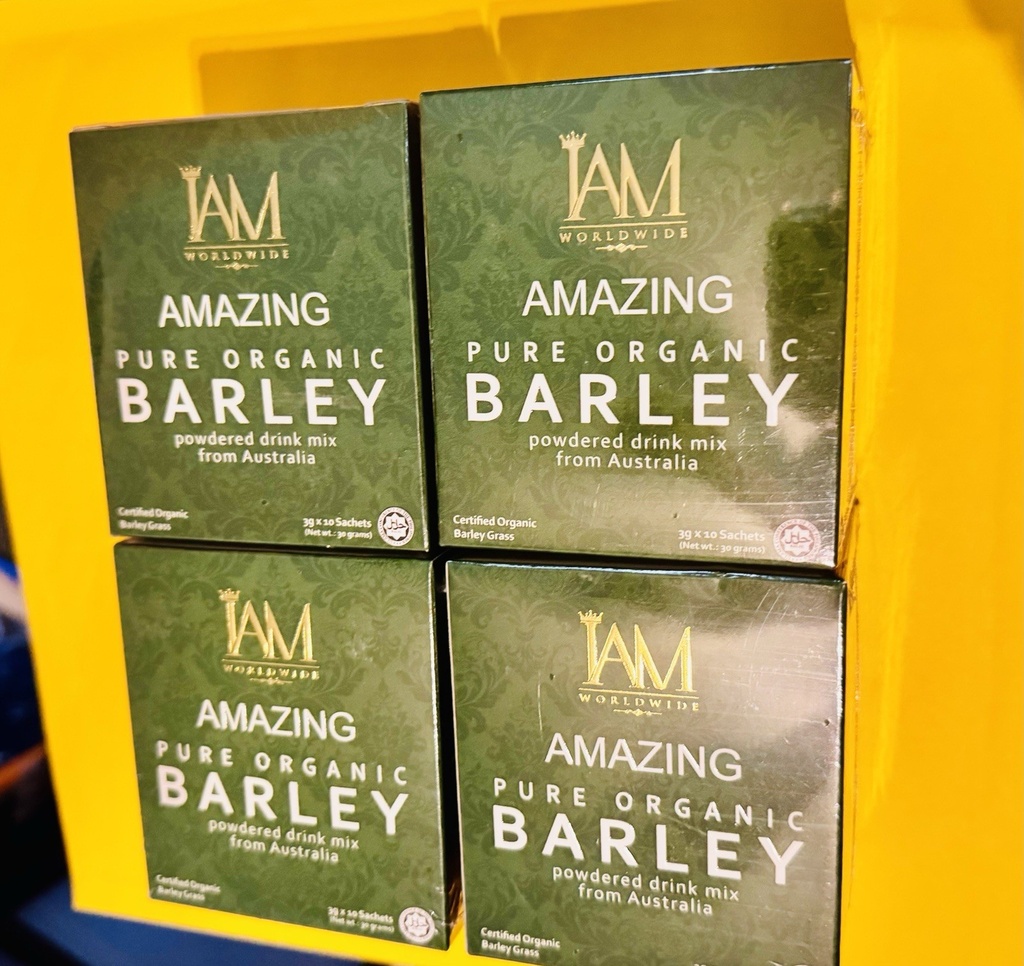 IAM
WORLDWIDE
AMAZING
PURE ORGANIC
BARLEY
powdered drink mix
from Australia
Certified Organic
Barley Grass
3g x 10 Sachets
(Net wt.: 30 grams)
IAM
WORLDWIDE
AMAZING
PURE ORGANIC
BARLEY
powdered drink mix
from Australia
Certified Organic
Barley Grass
3g x 10 Sachets
(Net wt.: 30 grams)
IAM
WORLDWIDE
AMAZING
PURE ORGANIC
BARLEY
powdered drink mix
from Australia
Certified Organic
Barley Grass
3g x 10 Sachets
(Net wt.: 30 grams)
IAM
WORLDWIDE
AMAZING
PURE ORGANIC
BARLEY
powdered drink mix
from Australia
Certified Organic
Barley Grass